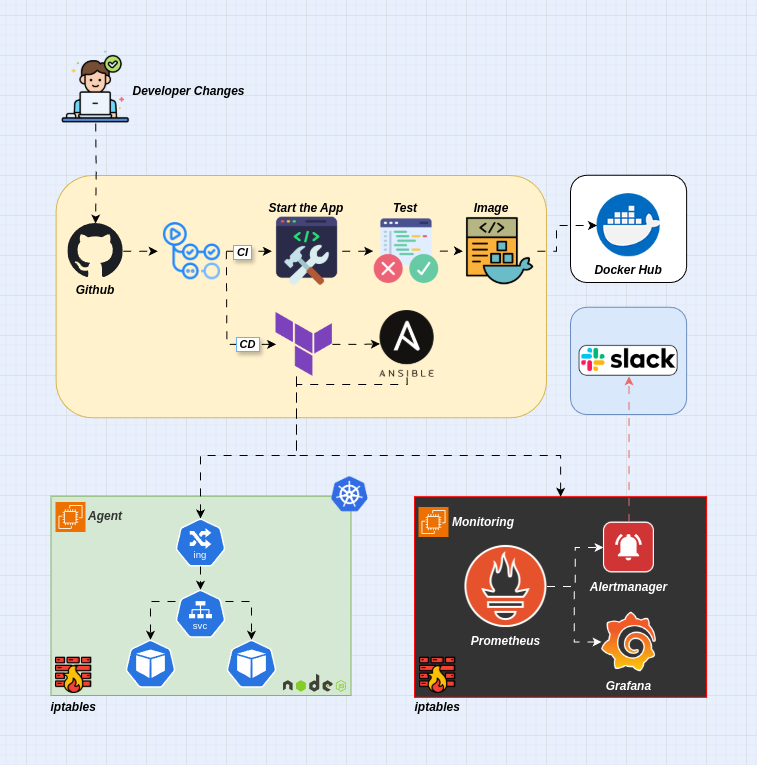 Developer Changes
Start the App
Test
Image
CI
Github
Docker Hub
CD
ANSIBLE
slack
Agent
Monitoring
ing
Alertmanager
svc
Prometheus
node
JS
Grafana
iptables
iptables